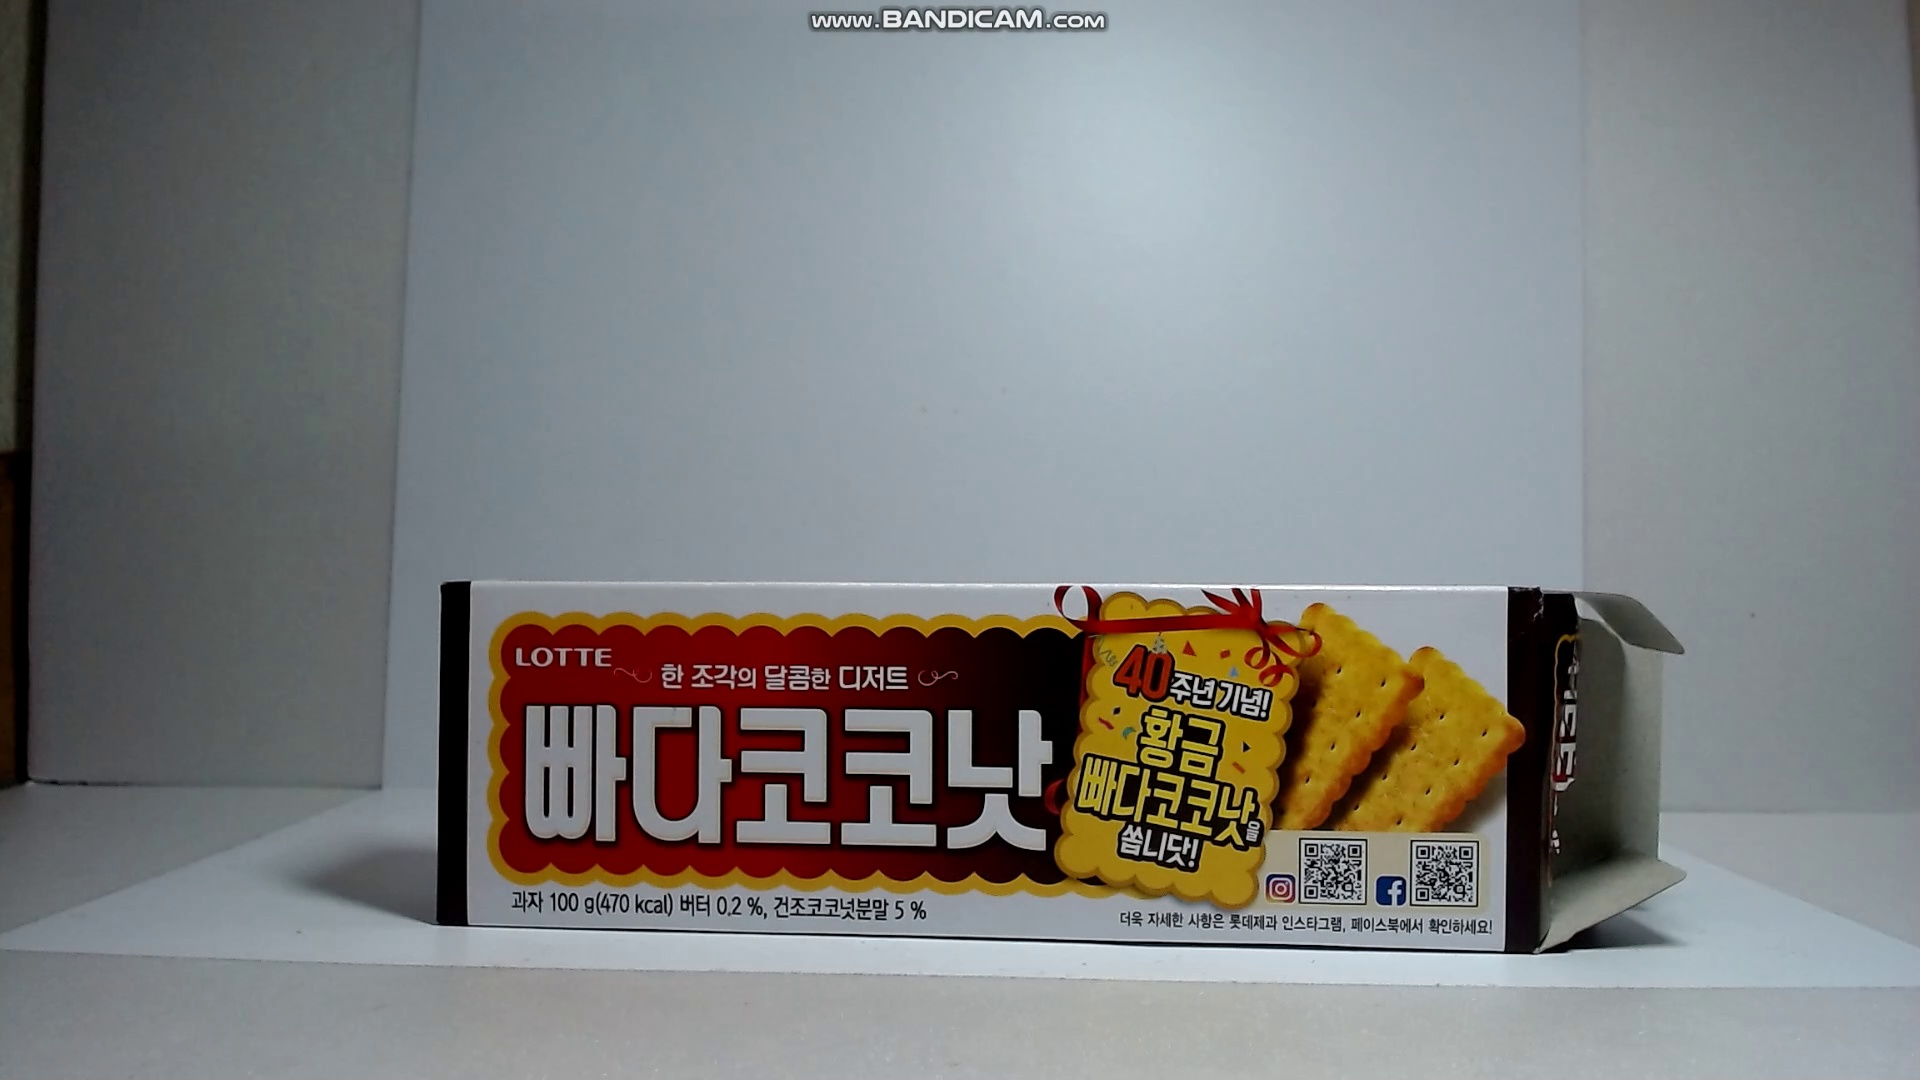 www.BANDICAM.com
LOTTE
한 조각의 달콤한 디저트
빠다코코낫
40주년 기념!
황금
빠다코코낫을
쏩니닷!
과자 100 g(470 kcal) 버터 0.2 %, 건조코코넛분말 5 %
더욱 자세한 사항은 롯데제과 인스타그램, 페이스북에서 확인하세요!